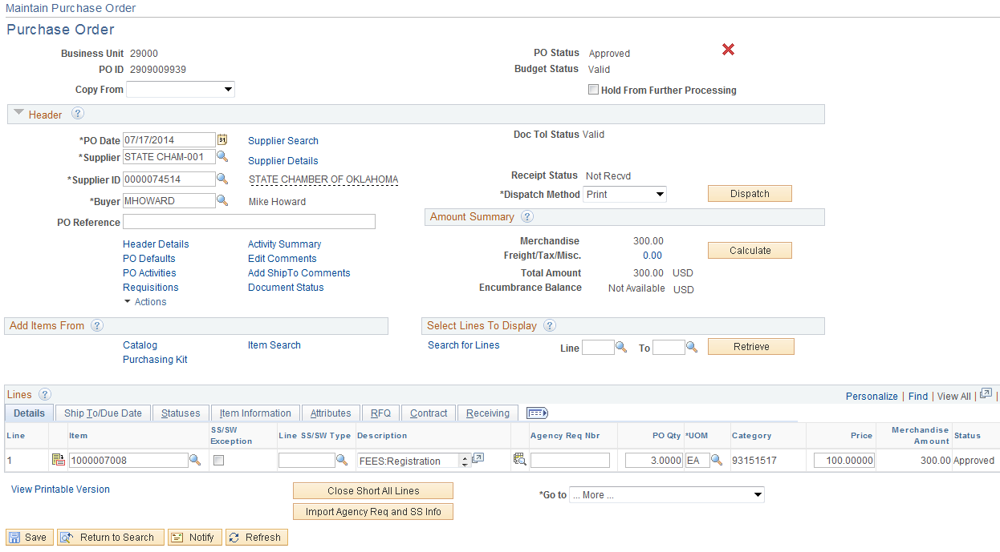 Maintain Purchase Order
Purchase Order
Business Unit 29000
PO Status Approved
PO ID 2909009939
Budget Status Valid
Copy From
Hold From Further Processing
Header ?
*PO Date 07/17/2014 31 Supplier Search
Doc Tol Status Valid
*Supplier STATE CHAM-001 Supplier Details
*Supplier ID 0000074514 STATE CHAMBER OF OKLAHOMA
Receipt Status Not Recvd
*Buyer MHOWARD Mike Howard
*Dispatch Method Print Dispatch
PO Reference
Amount Summary ?
Header Details Activity Summary
Merchandise 300.00
PO Defaults Edit Comments
Freight/Tax/Misc. 0.00 Calculate
PO Activities Add ShipTo Comments
Total Amount 300.00 USD
Requisitions Document Status
Encumbrance Balance Not Available USD
Actions
Add Items From ?
Select Lines To Display ?
Catalog Item Search
Search for Lines Line To Retrieve
Purchasing Kit
Lines ?
Personalize | Find | View All | |
Details Ship To/Due Date Statuses Item Information Attributes RFQ Contract Receiving
Line Item SS/SW Exception Line SS/SW Type Description Agency Req Nbr PO Qty *UOM Category Price Merchandise Amount Status
1 1000007008 FEES:Registration 3.0000 EA 93151517 100.00000 300.00 Approved
View Printable Version Close Short All Lines *Go to ... More ...
Import Agency Req and SS Info
Save Return to Search Notify Refresh